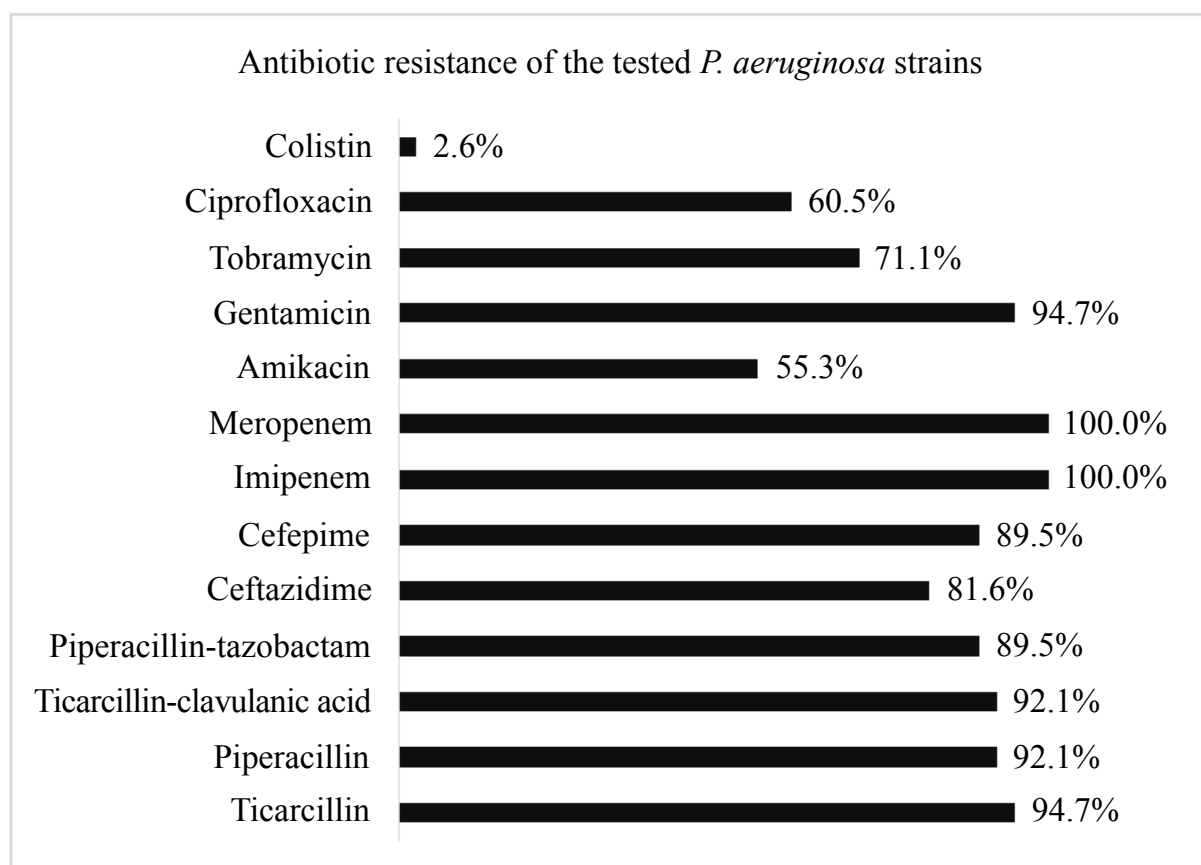 Antibiotic resistance of the tested P. aeruginosa strains
Colistin 2.6%
Ciprofloxacin 60.5%
Tobramycin 71.1%
Gentamicin 94.7%
Amikacin 55.3%
Meropenem 100.0%
Imipenem 100.0%
Cefepime 89.5%
Ceftazidime 81.6%
Piperacillin-tazobactam 89.5%
Ticarcillin-clavulanic acid 92.1%
Piperacillin 92.1%
Ticarcillin 94.7%